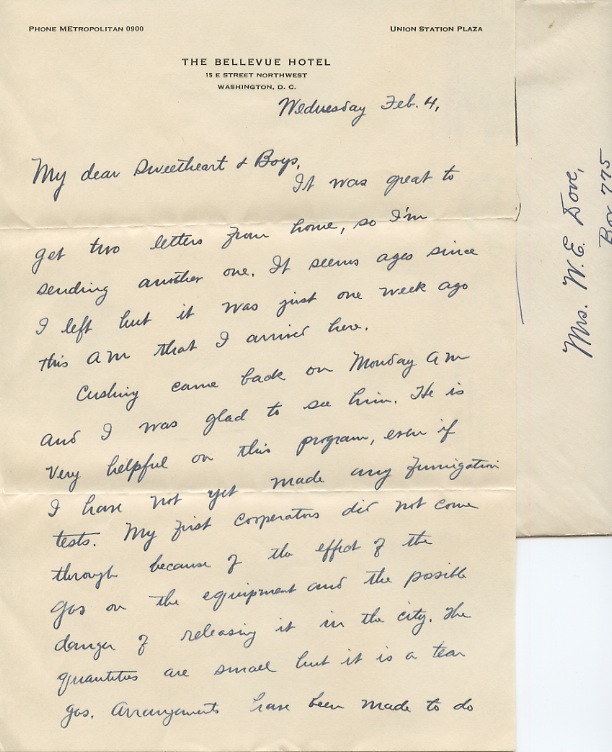 PHONE METROPOLITAN 0900
UNION STATION PLAZA
THE BELLEVUE HOTEL
15 E STREET NORTHWEST
WASHINGTON, D. C.
Wednesday Feb. 4,
My dear Sweetheart & Boys,
It was great to
get two letters from home, so I'm
sending another one. It seems ages since
I left but it was just one week ago
this AM that I arrived here.
Cushing came back on Monday AM
and I was glad to see him. He is
very helpful on this program, even if
I have not yet made any fumigation
tests. My first cooperators did not come
through because of the effect of the
gas on the equipment and the possible
danger of releasing it in the city. The
quantities are small but it is a tear
gas. Arrangements have been made to do
Mrs. W. E. Dove,
Box 775